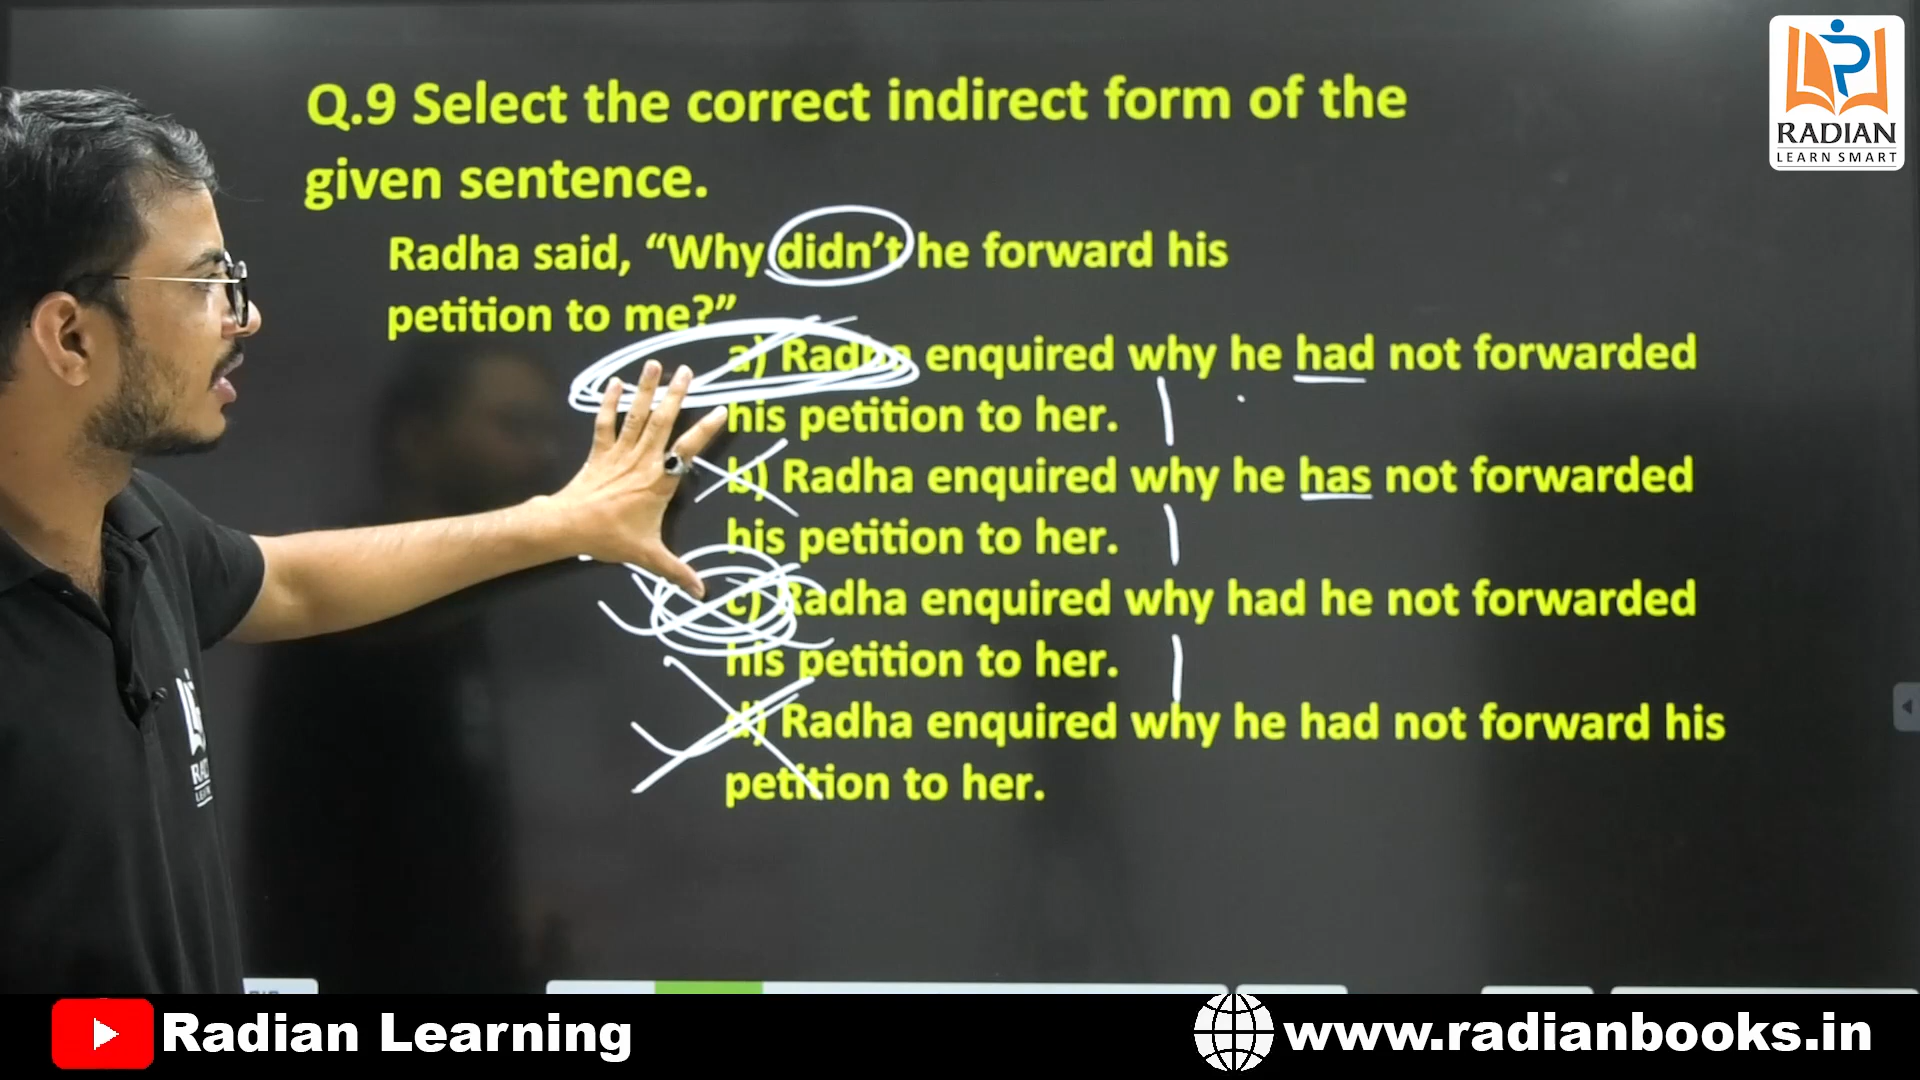 RADIAN
LEARN SMART
Q.9 Select the correct indirect form of the
given sentence.
Radha said, “Why didn’t he forward his
petition to me?”
a) Radha enquired why he had not forwarded
his petition to her.
b) Radha enquired why he has not forwarded
his petition to her.
c) Radha enquired why had he not forwarded
his petition to her.
d) Radha enquired why he had not forward his
petition to her.
Radian Learning
www.radianbooks.in